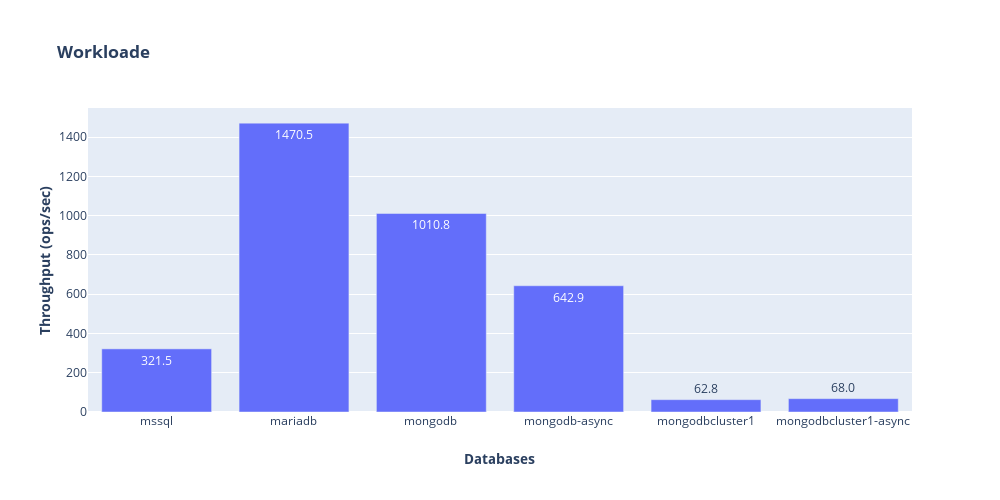 Workloade
Throughput (ops/sec)
1400
1200
1000
800
600
400
200
0
321.5
1470.5
1010.8
642.9
62.8
68.0
mssql
mariadb
mongodb
mongodb-async
mongodbcluster1
mongodbcluster1-async
Databases